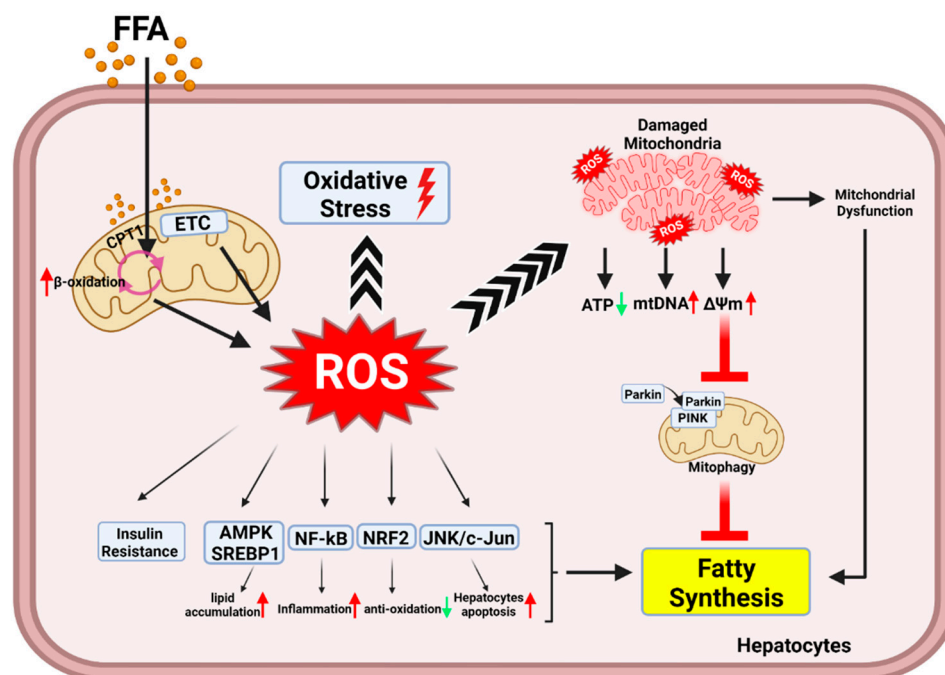 FFA
Damaged
Mitochondria
ROS
ROS
ROS
Oxidative
Stress
Mitchondrial
Dysfunction
CPT1
ETC
β-oxidation
ATP
mtDNA
ΔΨm
ROS
Parkin
Parkin
PINK
Mitophagy
Insulin
Resistance
AMPK
SREBP1
NF-kB
NRF2
JNK/c-Jun
lipid
accumulation
Inflammation
anti-oxidation
Hepatocytes
apoptosis
Fatty
Synthesis
Hepatocytes